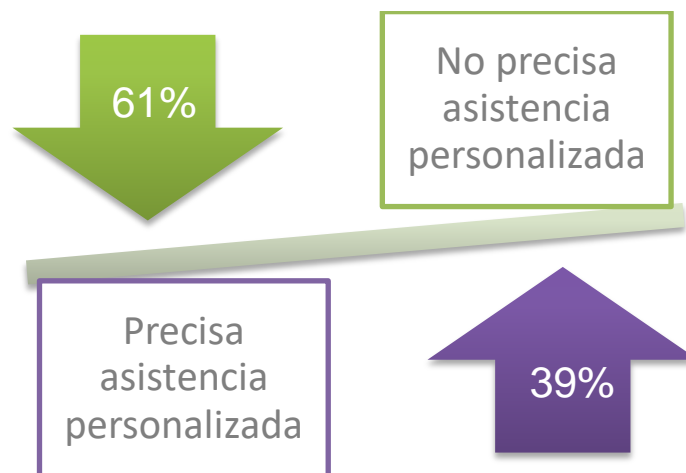 61%
No precisa
asistencia
personalizada
Precisa
asistencia
personalizada
39%